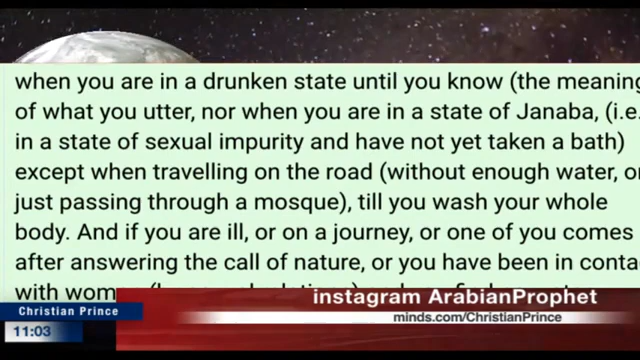 when you are in a drunken state until you know (the meaning
of what you utter, nor when you are in a state of Janaba, (i.e.
in a state of sexual impurity and have not yet taken a bath)
except when travelling on the road (without enough water, or
just passing through a mosque), till you wash your whole
body. And if you are ill, or on a journey, or one of you comes
after answering the call of nature, or you have been in conta
with wom
instagram ArabianProphet
Christian Prince
minds.com/ChristianPrince
11:03